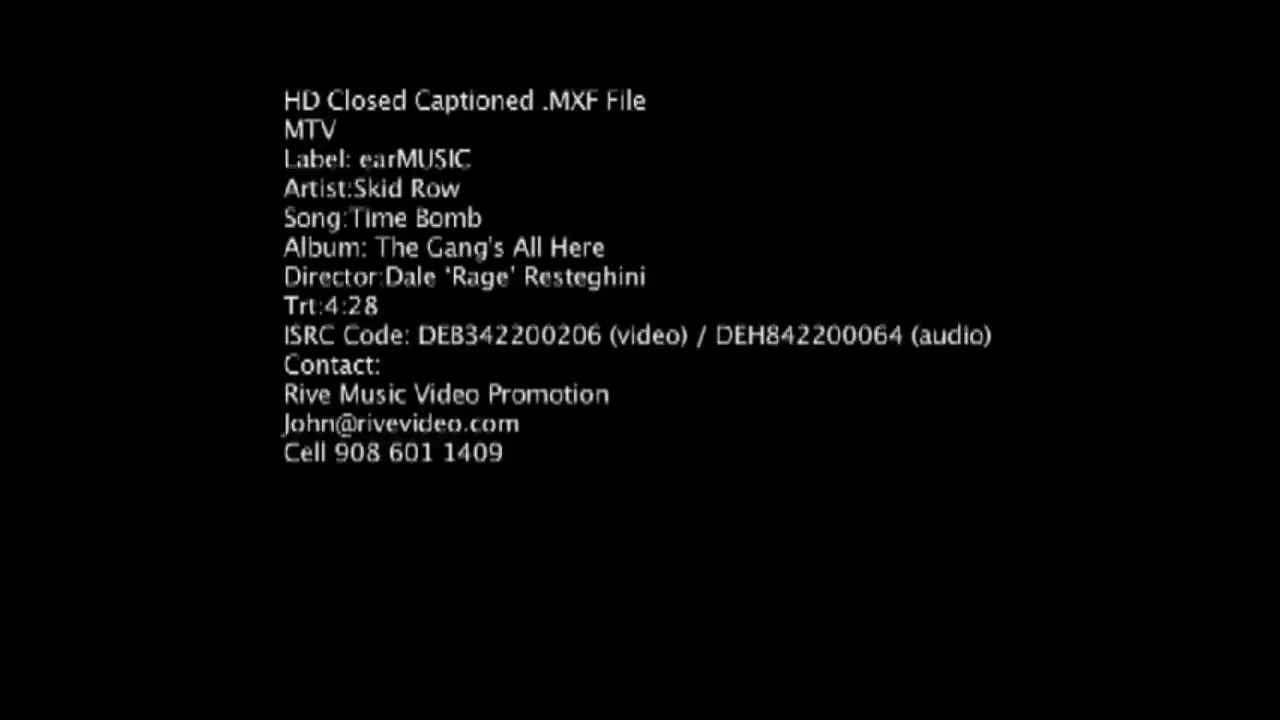 HD Closed Captioned .MXF File
MTV
Label: earMUSIC
Artist:Skid Row
Song:Time Bomb
Album: The Gang's All Here
Director:Dale ‘Rage’ Resteghini
Trt:4:28
ISRC Code: DEB342200206 (video) / DEH842200064 (audio)
Contact:
Rive Music Video Promotion
John@rivevideo.com
Cell 908 601 1409